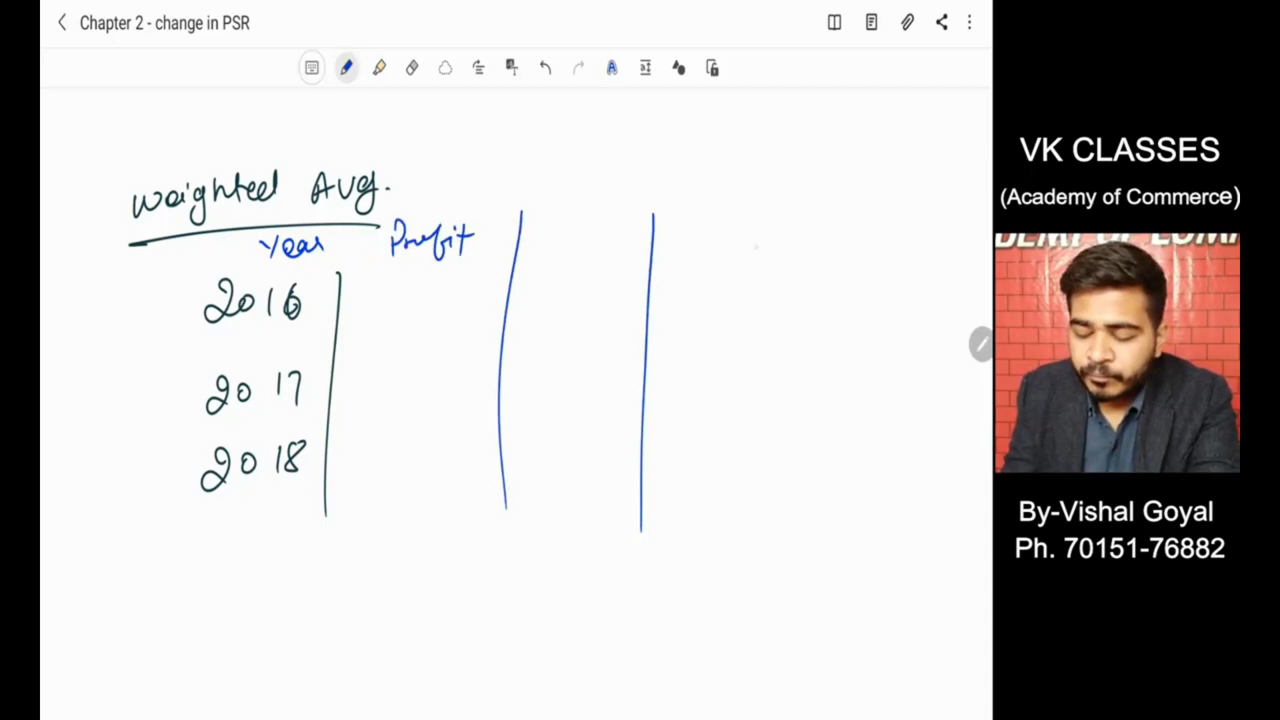 Chapter 2 - change in PSR
Weighted Avg.
Year Profit
2016
2017
2018
VK CLASSES
(Academy of Commerce)
By-Vishal Goyal
Ph. 70151-76882